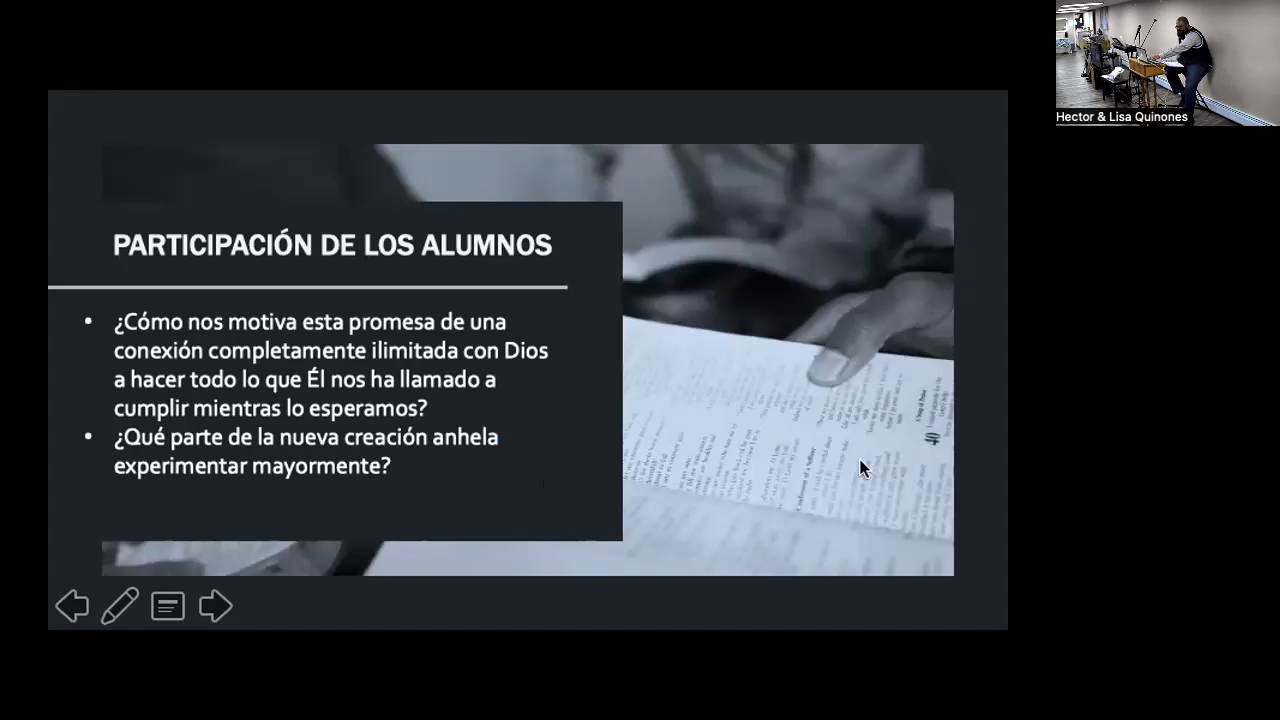 Hector & Lisa Quinones
PARTICIPACIÓN DE LOS ALUMNOS
• ¿Cómo nos motiva esta promesa de una
conexión completamente ilimitada con Dios
a hacer todo lo que Él nos ha llamado a
cumplir mientras lo esperamos?
• ¿Qué parte de la nueva creación anhela
experimentar mayormente?
40